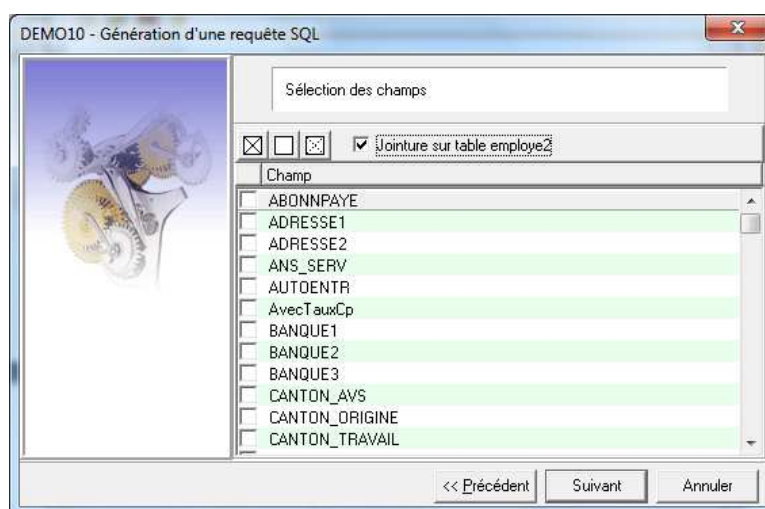 DEMO10 - Génération d'une requête SQL
Sélection des champs
Jointure sur table employe2
Champ
ABONNPAYE
ADRESSE1
ADRESSE2
ANS_SERV
AUTOENTR
AvecTauxCp
BANQUE1
BANQUE2
BANQUE3
CANTON_AVS
CANTON_ORIGINE
CANTON_TRAVAIL
<< Précédent Suivant Annuler